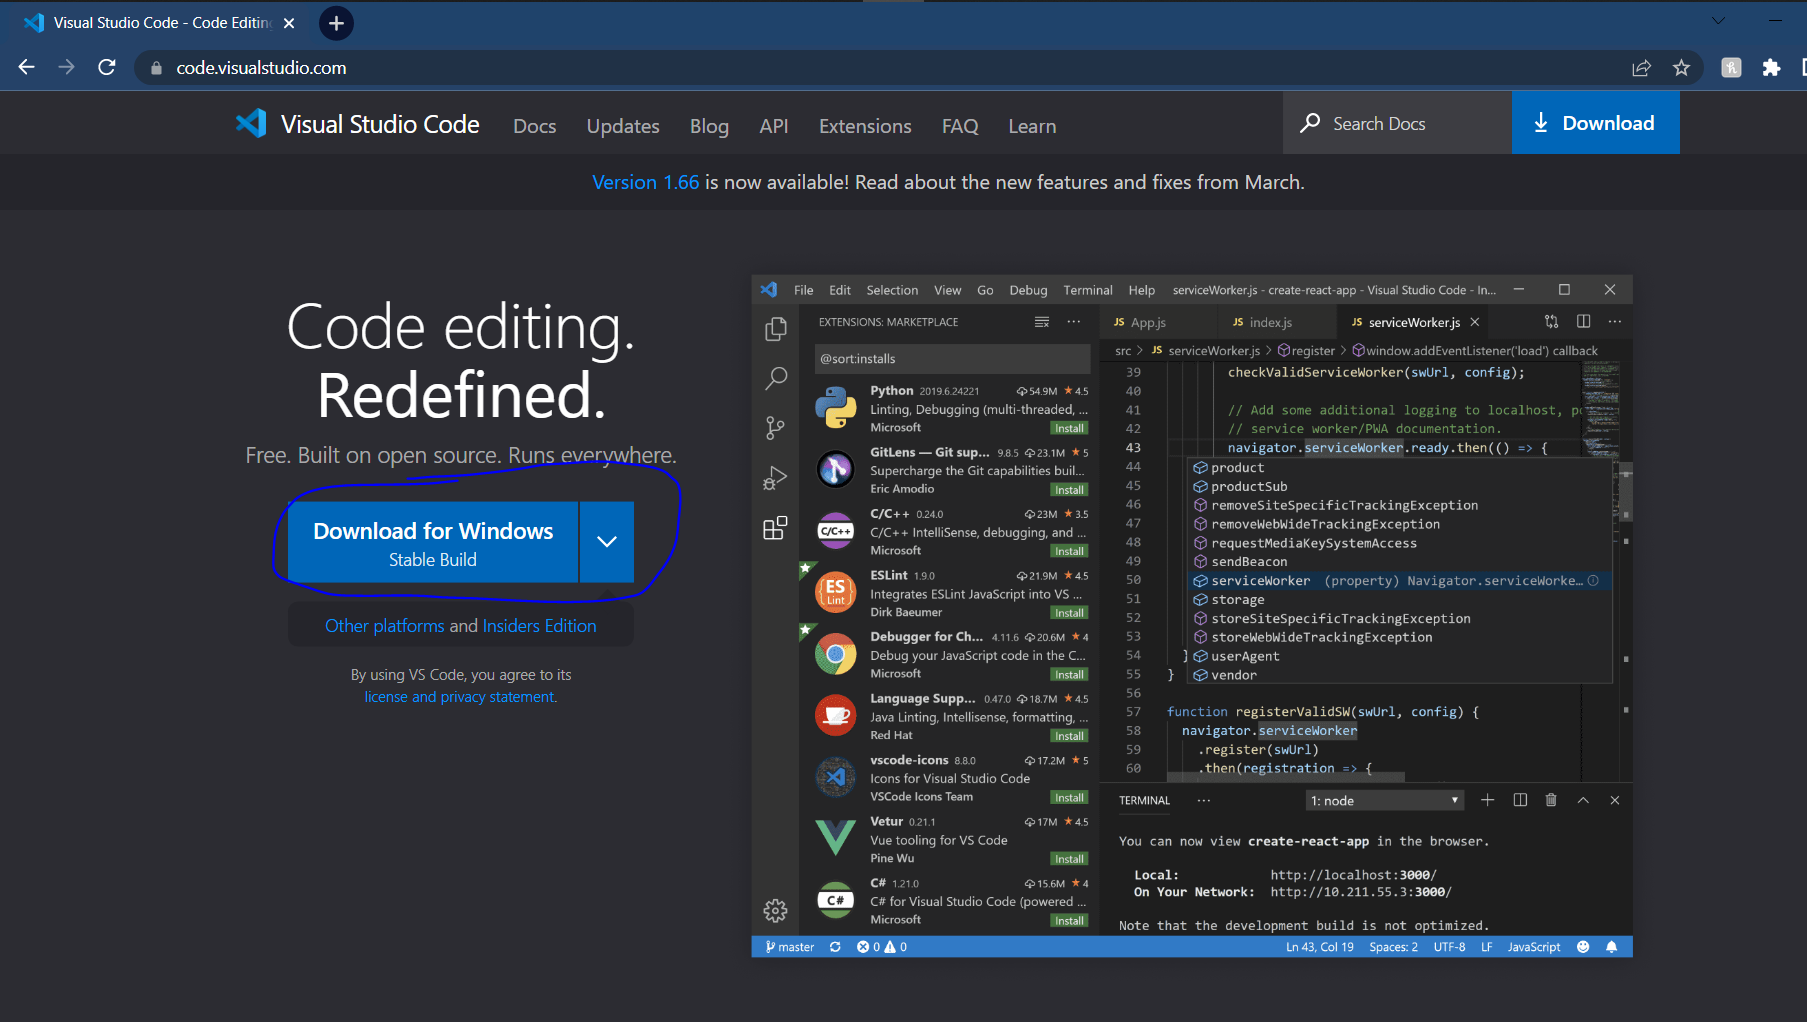 Visual Studio Code - Code Editing
code.visualstudio.com
Visual Studio Code Docs Updates Blog API Extensions FAQ Learn Search Docs Download
Version 1.66 is now available! Read about the new features and fixes from March.
Code editing.
Redefined.
Free. Built on open source. Runs everywhere.
Download for Windows
Stable Build
Other platforms and Insiders Edition
By using VS Code, you agree to its
license and privacy statement.
File Edit Selection View Go Debug Terminal Help serviceWorker.js - create-react-app - Visual Studio Code - In...
EXTENSIONS: MARKETPLACE
@sort:installs
Python 2019.6.24221 54.9M ★ 4.5
Linting, Debugging (multi-threaded, ...
Microsoft Install
GitLens — Git sup... 9.8.5 23.1M ★ 5
Supercharge the Git capabilities buil...
Eric Amodio Install
C/C++
C/C++ 0.24.0 23M ★ 3.5
C/C++ IntelliSense, debugging, and ...
Microsoft Install
ES
Lint
ESLint 1.9.0 21.9M ★ 4.5
Integrates ESLint JavaScript into VS ...
Dirk Baeumer Install
Debugger for Ch... 4.11.6 20.6M ★ 4
Debug your JavaScript code in the C...
Microsoft Install
Language Supp... 0.47.0 18.7M ★ 4.5
Java Linting, Intellisense, formatting, ...
Red Hat Install
vscode-icons 8.8.0 17.2M ★ 5
Icons for Visual Studio Code
VSCode Icons Team Install
Vetur 0.21.1 17M ★ 4.5
Vue tooling for VS Code
Pine Wu Install
C#
C# 1.21.0 15.6M ★ 4
C# for Visual Studio Code (powered ...
Microsoft Install
JS App.js JS index.js JS serviceWorker.js
src > JS serviceWorker.js > register > window.addEventListener('load') callback
39 checkValidServiceWorker(swUrl, config);
40
41 // Add some additional logging to localhost, po
42 // service worker/PWA documentation.
43 navigator.serviceWorker.ready.then(() => {
44 product
45 productSub
46 removeSiteSpecificTrackingException
47 removeWebWideTrackingException
48 requestMediaKeySystemAccess
49 sendBeacon
50 serviceWorker (property) Navigator.serviceWorke...
51 storage
52 storeSiteSpecificTrackingException
53 storeWebWideTrackingException
54 } userAgent
55 } vendor
56
57 function registerValidSW(swUrl, config) {
58 navigator.serviceWorker
59 .register(swUrl)
60 .then(registration => {
TERMINAL ... 1: node
You can now view create-react-app in the browser.
Local: http://localhost:3000/
On Your Network: http://10.211.55.3:3000/
Note that the development build is not optimized.
master 0 0 Ln 43, Col 19 Spaces: 2 UTF-8 LF JavaScript